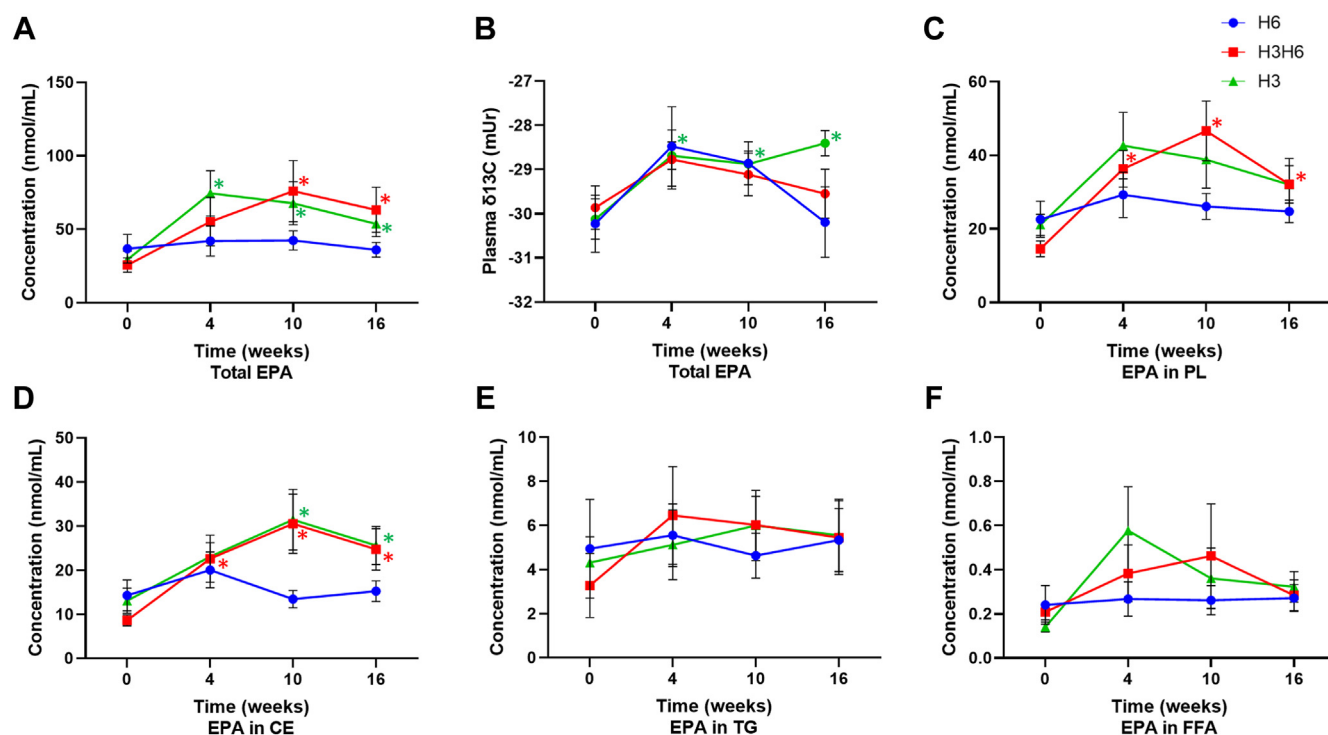 A
Concentration (nmol/mL)
150
100
50
0
0 4 10 16
Time (weeks)
Total EPA
* * * * *
B
Plasma δ13C (mUr)
-27
-28
-29
-30
-31
-32
0 4 10 16
Time (weeks)
Total EPA
* * *
C
H6
H3H6
H3
Concentration (nmol/mL)
60
40
20
0
0 4 10 16
Time (weeks)
EPA in PL
* * *
D
Concentration (nmol/mL)
50
40
30
20
10
0
0 4 10 16
Time (weeks)
EPA in CE
* * * * *
E
Concentration (nmol/mL)
10
8
6
4
2
0
0 4 10 16
Time (weeks)
EPA in TG
F
Concentration (nmol/mL)
1.0
0.8
0.6
0.4
0.2
0.0
0 4 10 16
Time (weeks)
EPA in FFA